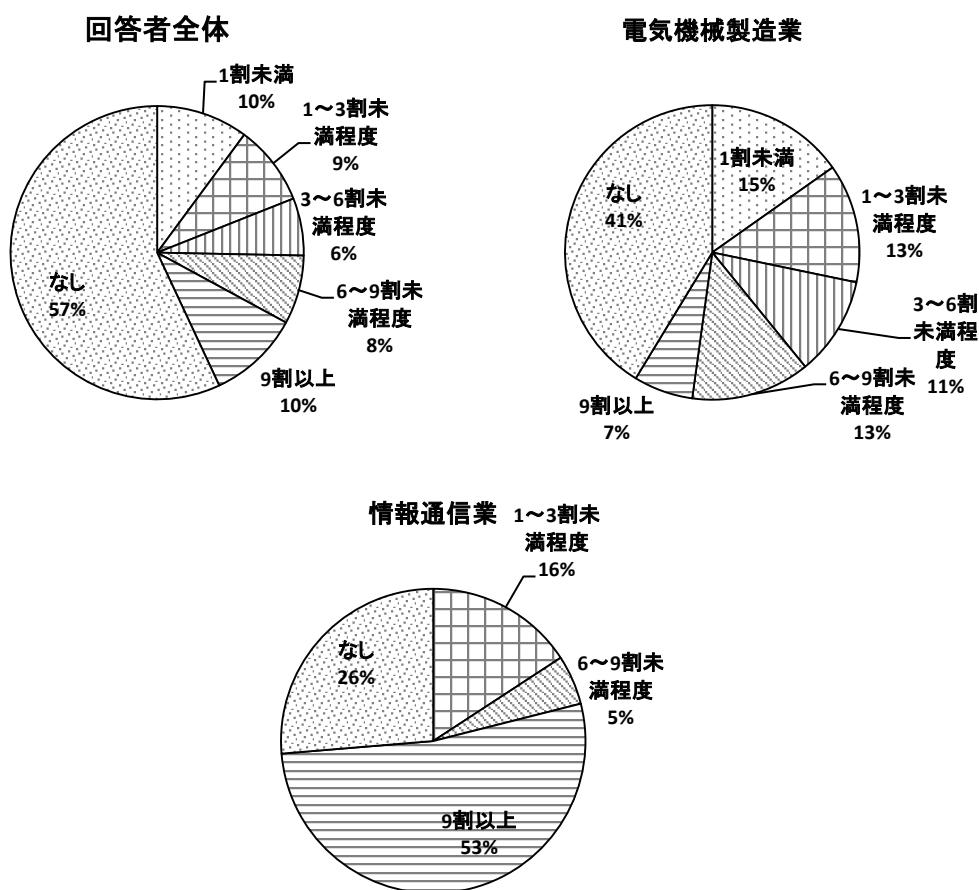 回答者全体
1割未満
10%
1～3割未
満程度
9%
3～6割未
満程度
6%
6～9割未
満程度
8%
9割以上
10%
なし
57%
電気機械製造業
1割未満
15%
1～3割未
満程度
13%
3～6割
未満程
度
11%
6～9割未
満程度
13%
9割以上
7%
なし
41%
情報通信業
1～3割未
満程度
16%
6～9割未
満程度
5%
9割以上
53%
なし
26%